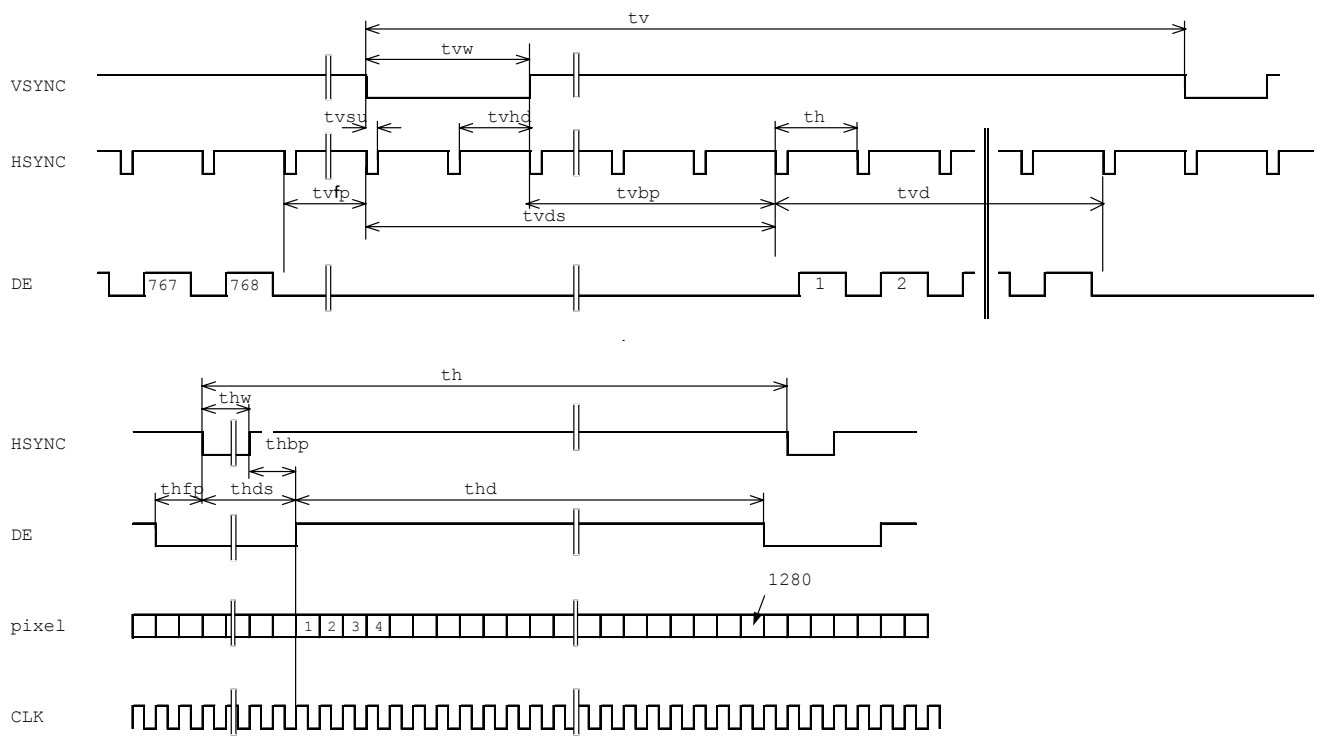 tv
tvw
VSYNC
tvsu tvhd th
HSYNC
tvfp tvbp tvd
tvds
DE 767 768 1 2
th
thw
HSYNC
thbp
thfp thds thd
DE
1280
pixel 1 2 3 4
CLK